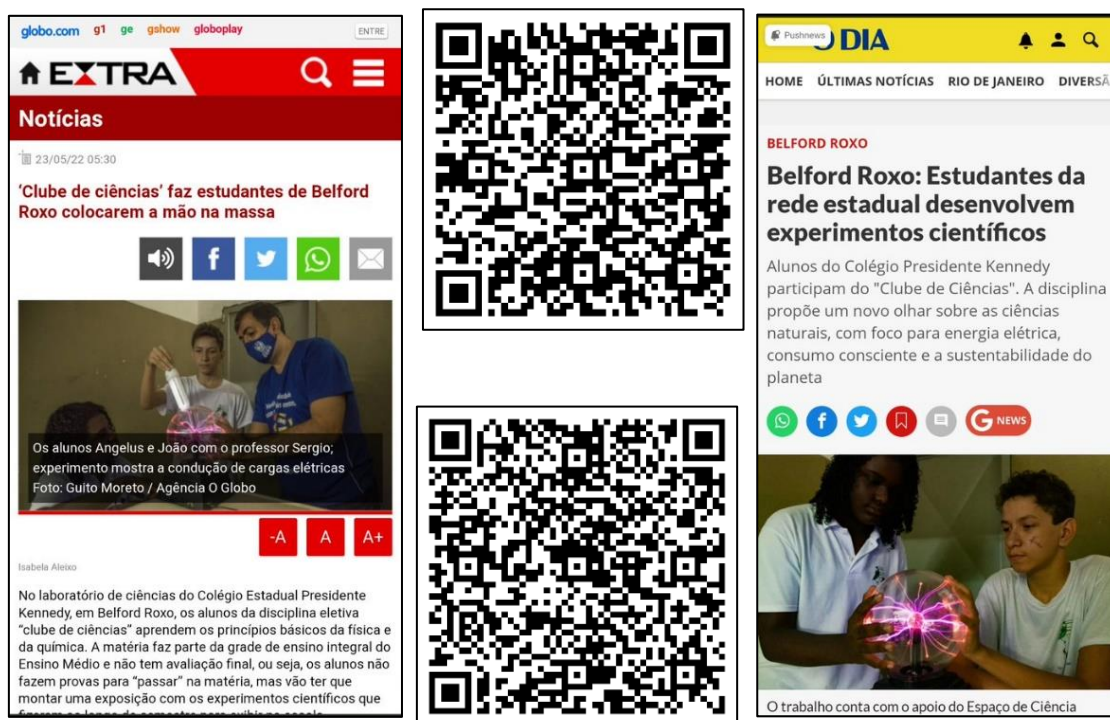 globo.com g1 ge gshow globoplay ENTRE
EXTRA
Notícias
23/05/22 05:30
'Clube de ciências' faz estudantes de Belford
Roxo colocarem a mão na massa
Os alunos Angelus e João com o professor Sergio;
experimento mostra a condução de cargas elétricas
Foto: Guito Moreto / Agência O Globo
-A A A+
Isabela Aleixo
No laboratório de ciências do Colégio Estadual Presidente
Kennedy, em Belford Roxo, os alunos da disciplina eletiva
“clube de ciências” aprendem os princípios básicos da física e
da química. A matéria faz parte da grade de ensino integral do
Ensino Médio e não tem avaliação final, ou seja, os alunos não
fazem provas para “passar” na matéria, mas vão ter que
montar uma exposição com os experimentos científicos que
Pushnews
O DIA
HOME ÚLTIMAS NOTÍCIAS RIO DE JANEIRO DIVERSÃ
BELFORD ROXO
Belford Roxo: Estudantes da
rede estadual desenvolvem
experimentos científicos
Alunos do Colégio Presidente Kennedy
participam do "Clube de Ciências". A disciplina
propõe um novo olhar sobre as ciências
naturais, com foco para energia elétrica,
consumo consciente e a sustentabilidade do
planeta
G NEWS
O trabalho conta com o apoio do Espaço de Ciência